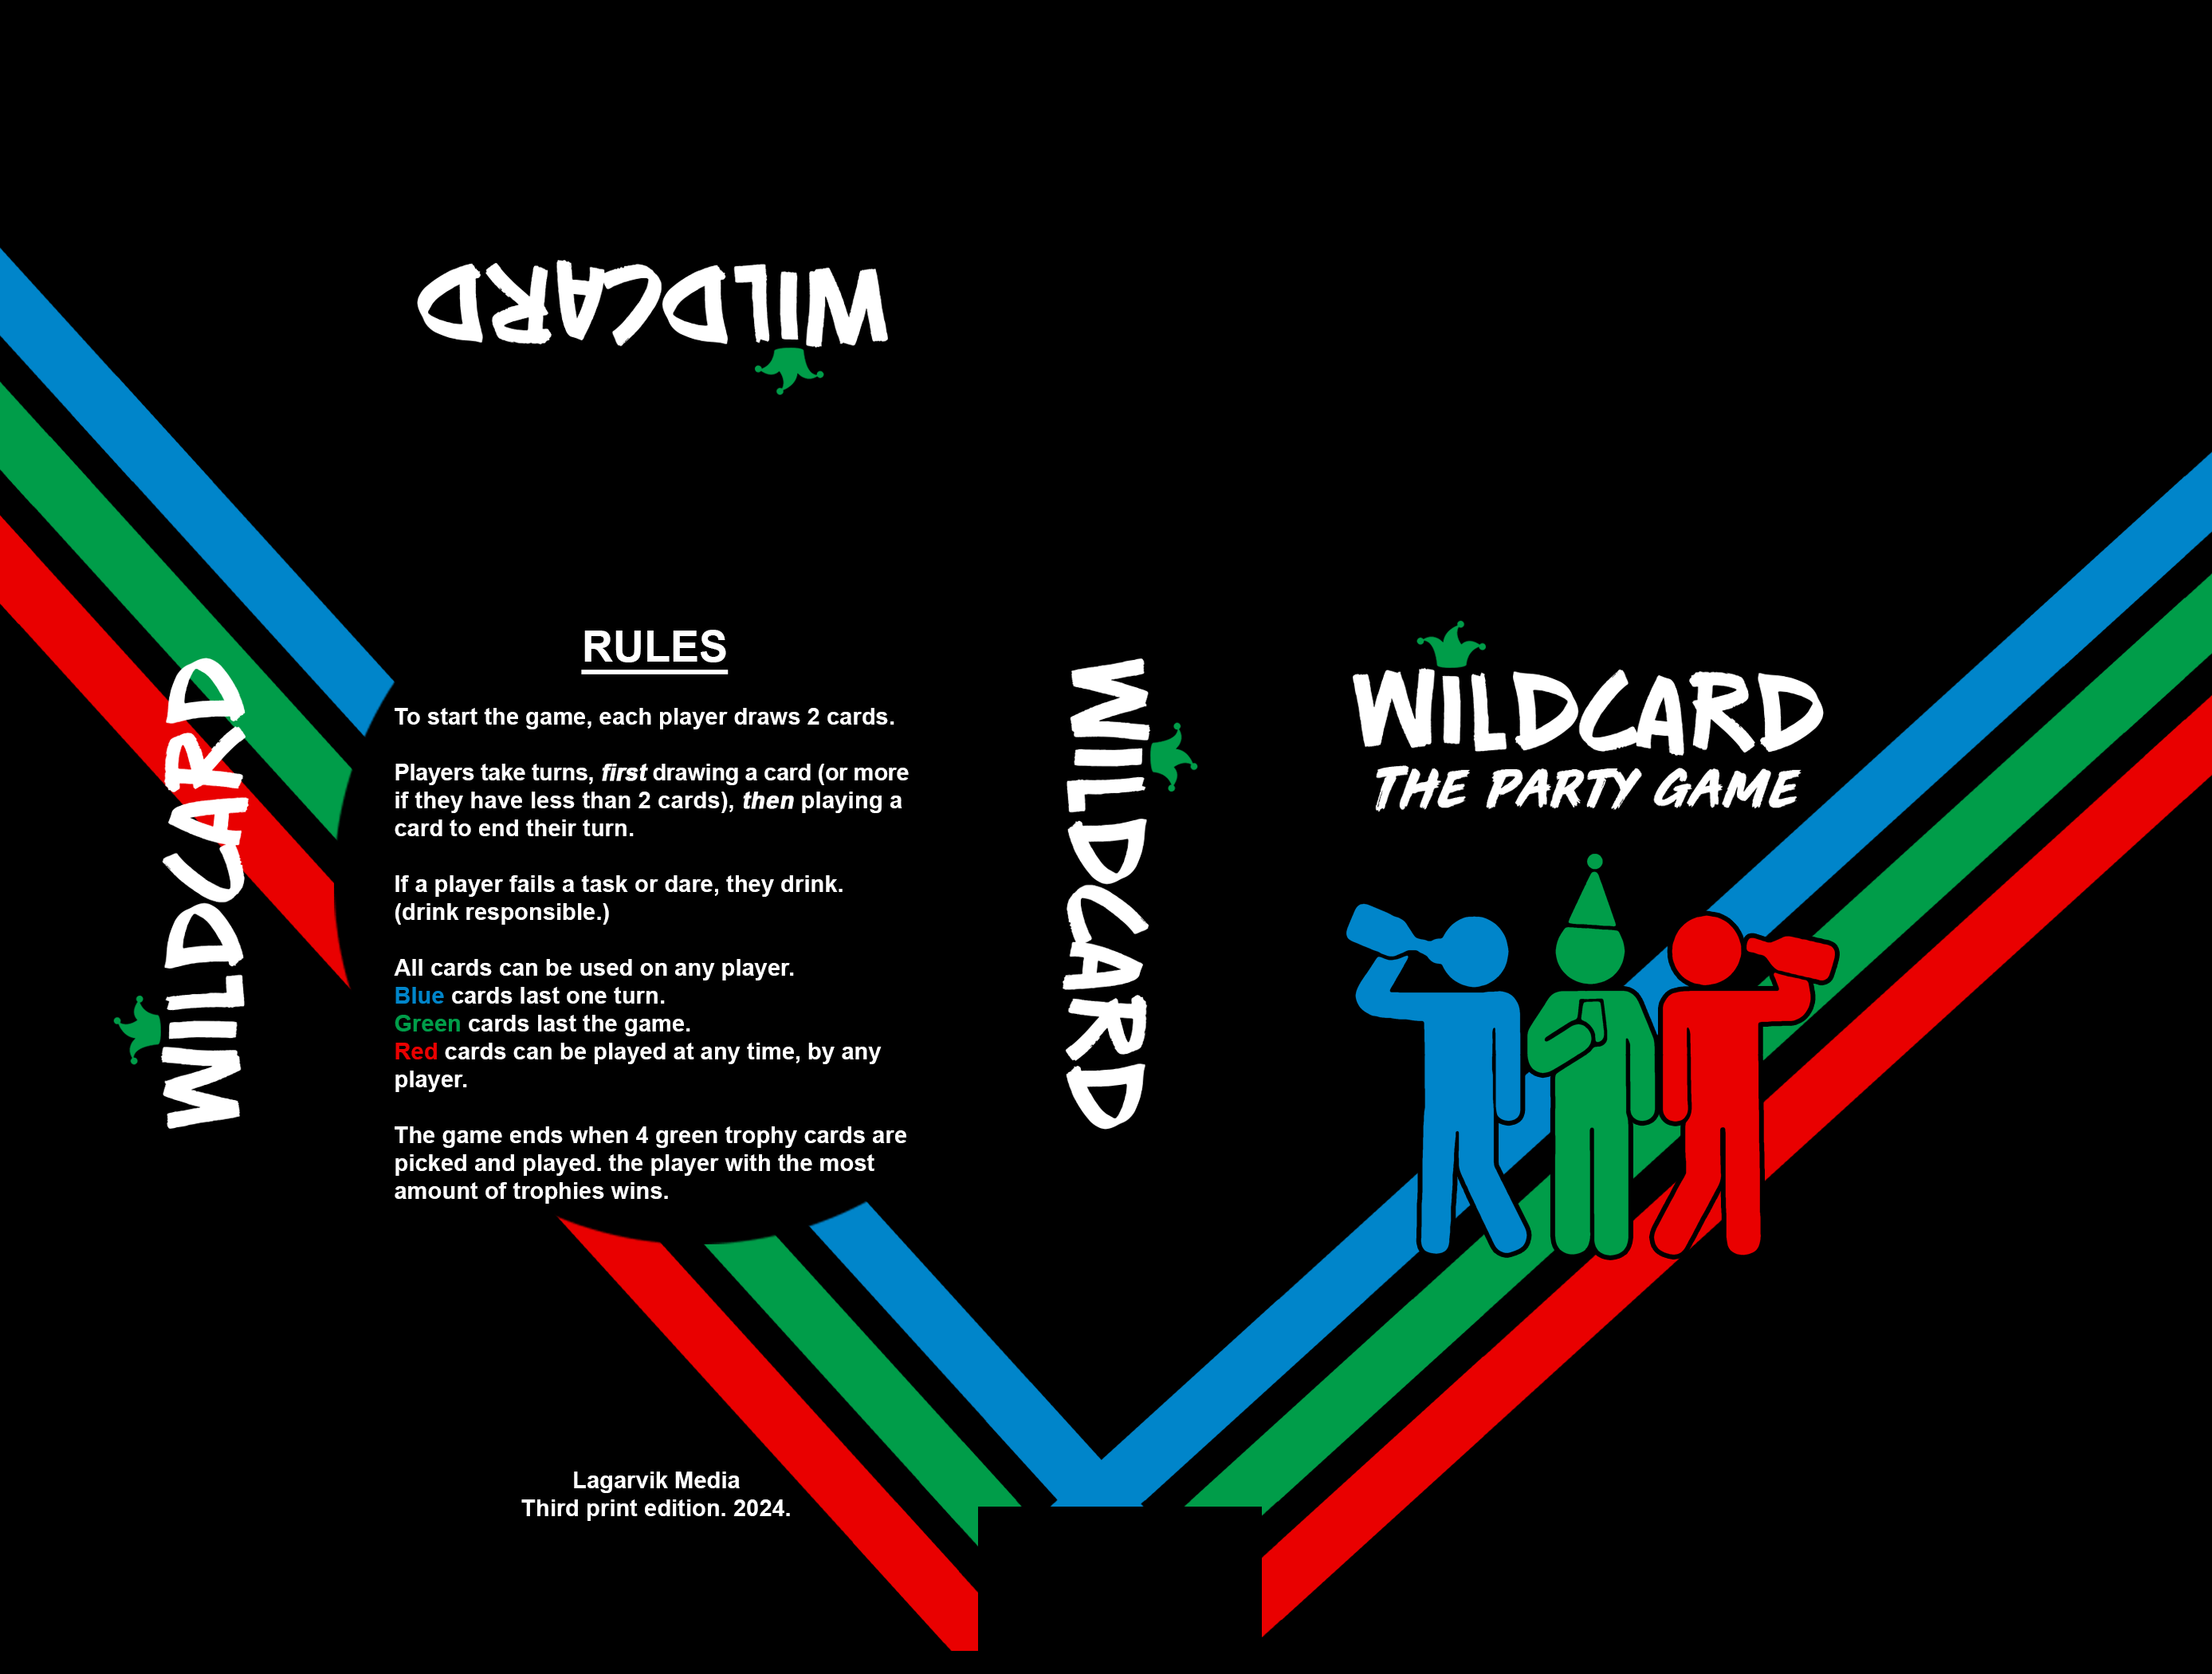 WILDCARD
RULES
To start the game, each player draws 2 cards.
Players take turns, first drawing a card (or more
if they have less than 2 cards), then playing a
card to end their turn.
If a player fails a task or dare, they drink.
(drink responsible.)
All cards can be used on any player.
Blue cards last one turn.
Green cards last the game.
Red cards can be played at any time, by any
player.
The game ends when 4 green trophy cards are
picked and played. the player with the most
amount of trophies wins.
Lagarvik Media
Third print edition. 2024.
WILDCARD
WILDCARD
WILDCARD
THE PARTY GAME